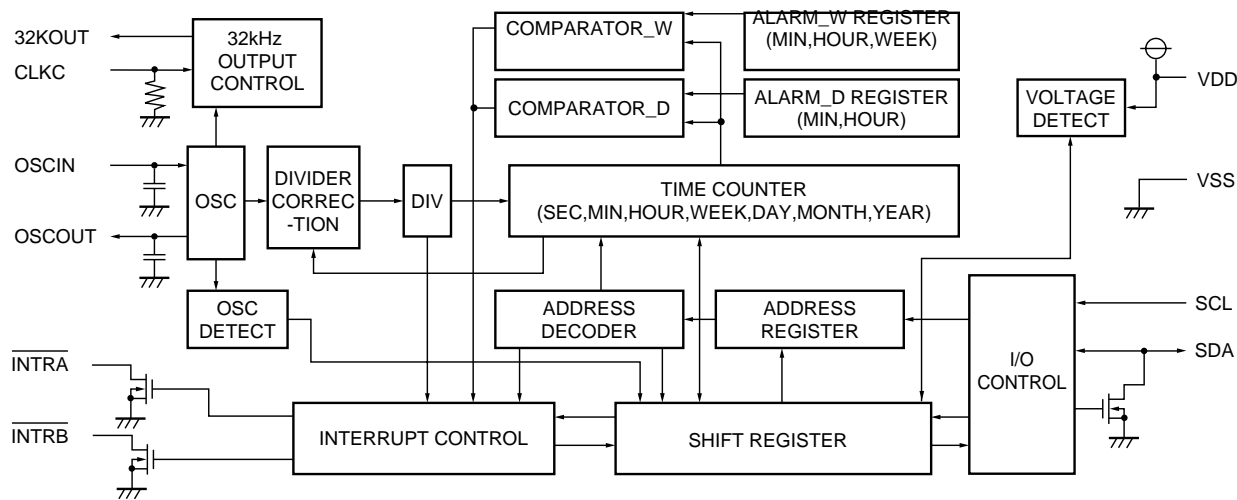 32KOUT
CLKC
32kHz
OUTPUT
CONTROL
COMPARATOR_W
ALARM_W REGISTER
(MIN,HOUR,WEEK)
COMPARATOR_D
ALARM_D REGISTER
(MIN,HOUR)
VOLTAGE
DETECT
VDD
VSS
OSCIN
OSCOUT
OSC
DIVIDER
CORREC
-TION
DIV
TIME COUNTER
(SEC,MIN,HOUR,WEEK,DAY,MONTH,YEAR)
OSC
DETECT
ADDRESS
DECODER
ADDRESS
REGISTER
I/O
CONTROL
SCL
SDA
INTRA
INTRB
INTERRUPT CONTROL
SHIFT REGISTER